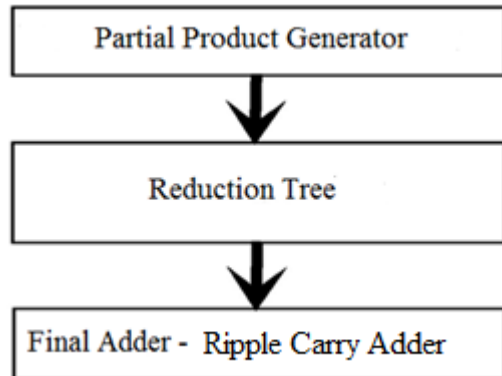 Partial Product Generator
Reduction Tree
Final Adder - Ripple Carry Adder